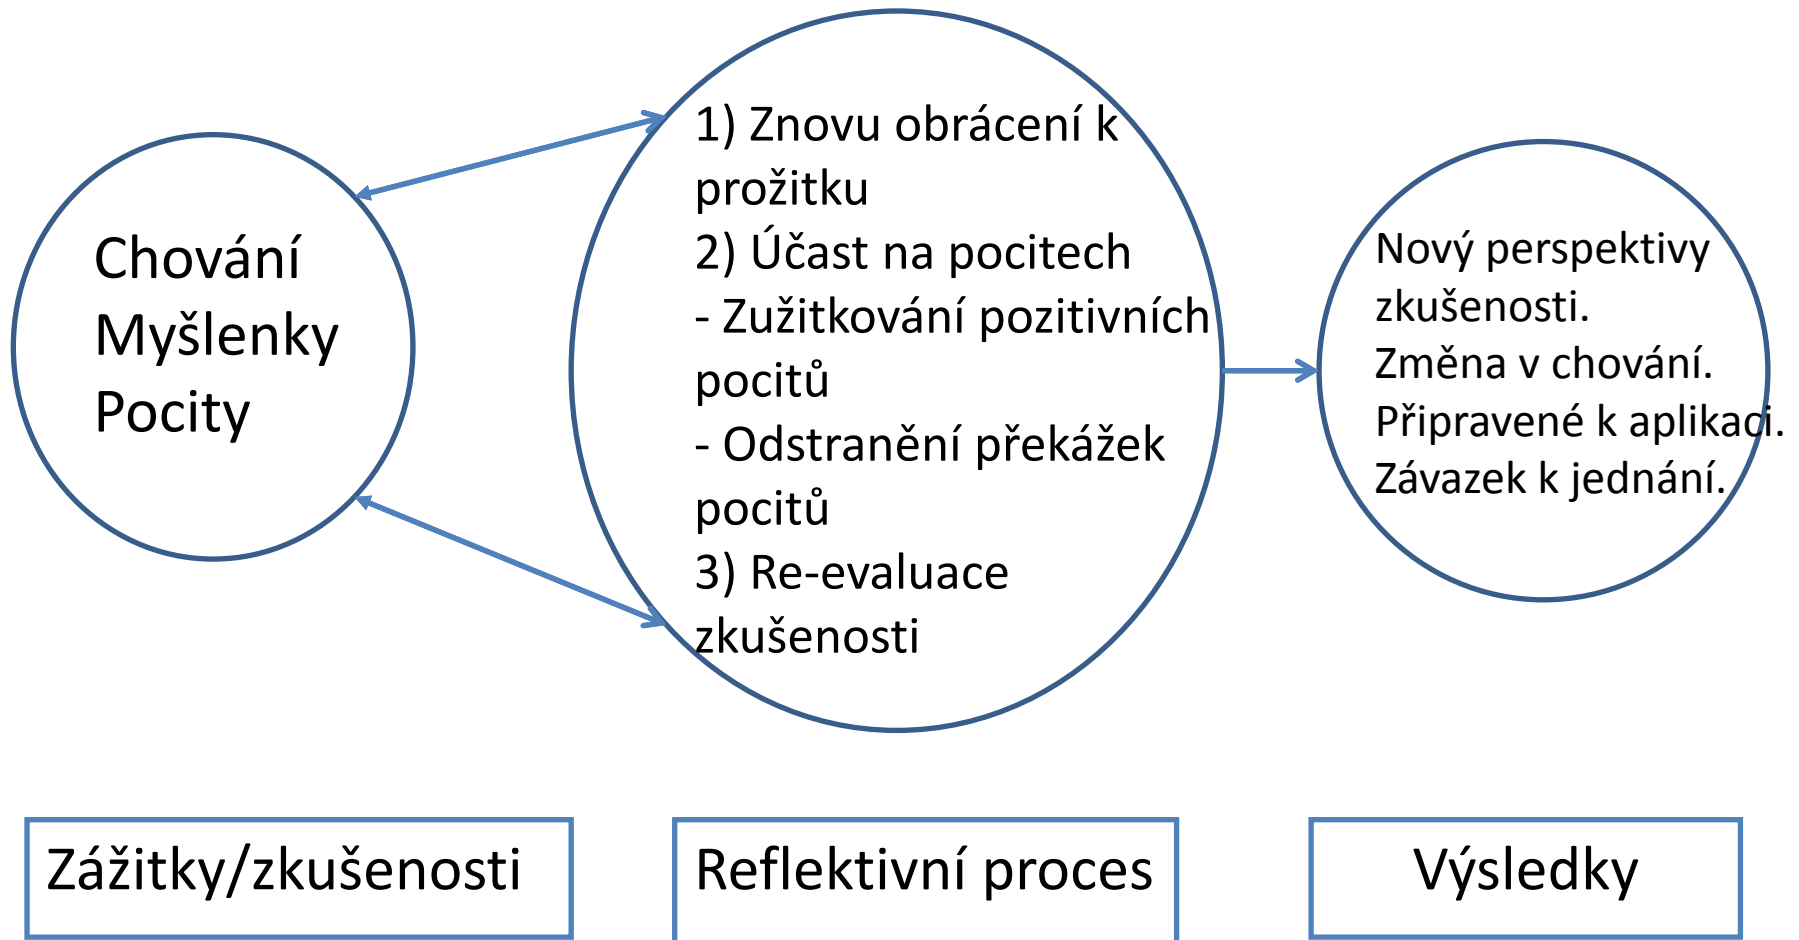 Chování
Myšlenky
Pocity
1) Znovu obrácení k
prožitku
2) Účast na pocitech
- Zužitkování pozitivních
pocitů
- Odstranění překážek
pocitů
3) Re-evaluace
zkušenosti
Nový perspektivy
zkušenosti.
Změna v chování.
Připravené k aplikaci.
Závazek k jednání.
Zážitky/zkušenosti
Reflektivní proces
Výsledky